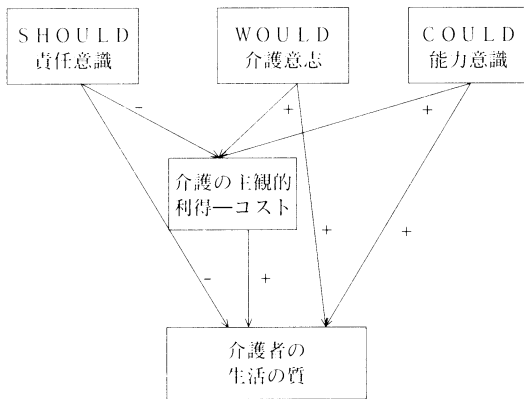 SHOULD
責任意識
WOULD
介護意志
COULD
能力意識
-
+
+
介護の主観的
利得―コスト
-
+
+
+
介護者の
生活の質